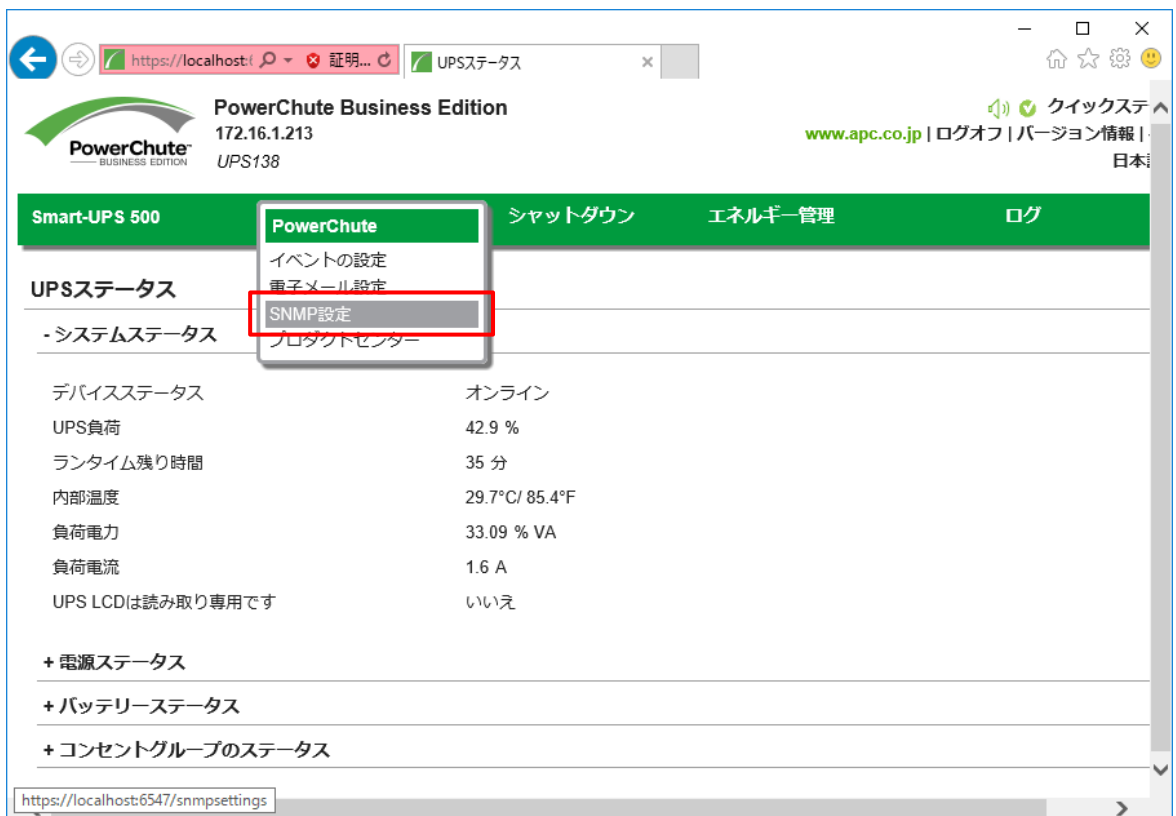 https://localhost:6
証明...
UPSステータス
PowerChute Business Edition
クイックステ
172.16.1.213
www.apc.co.jp | ログオフ | バージョン情報 |
PowerChute
BUSINESS EDITION
UPS138
日本
Smart-UPS 500
PowerChute
シャットダウン
エネルギー管理
ログ
イベントの設定
電子メール設定
SNMP設定
プロダクトセンター
UPSステータス
- システムステータス
デバイスステータス オンライン
UPS負荷 42.9 %
ランタイム残り時間 35 分
内部温度 29.7°C/ 85.4°F
負荷電力 33.09 % VA
負荷電流 1.6 A
UPS LCDは読み取り専用です いいえ
+ 電源ステータス
+ バッテリーステータス
+ コンセントグループのステータス
https://localhost:6547/snmpsettings